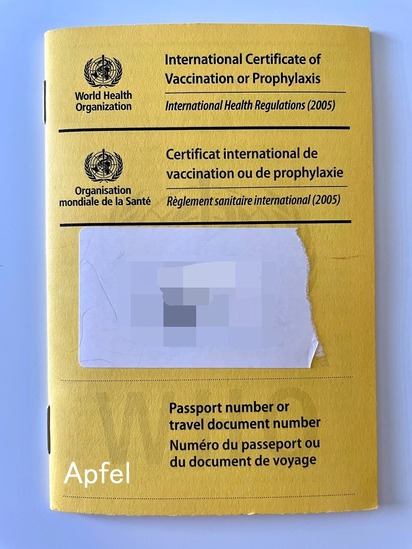 World Health
Organization
International Certificate of
Vaccination or Prophylaxis
International Health Regulations (2005)
Organisation
mondiale de la Santé
Certificat international de
vaccination ou de prophylaxie
Règlement sanitaire international (2005)
Passport number or
travel document number
Numéro du passeport ou
du document de voyage
Apfel